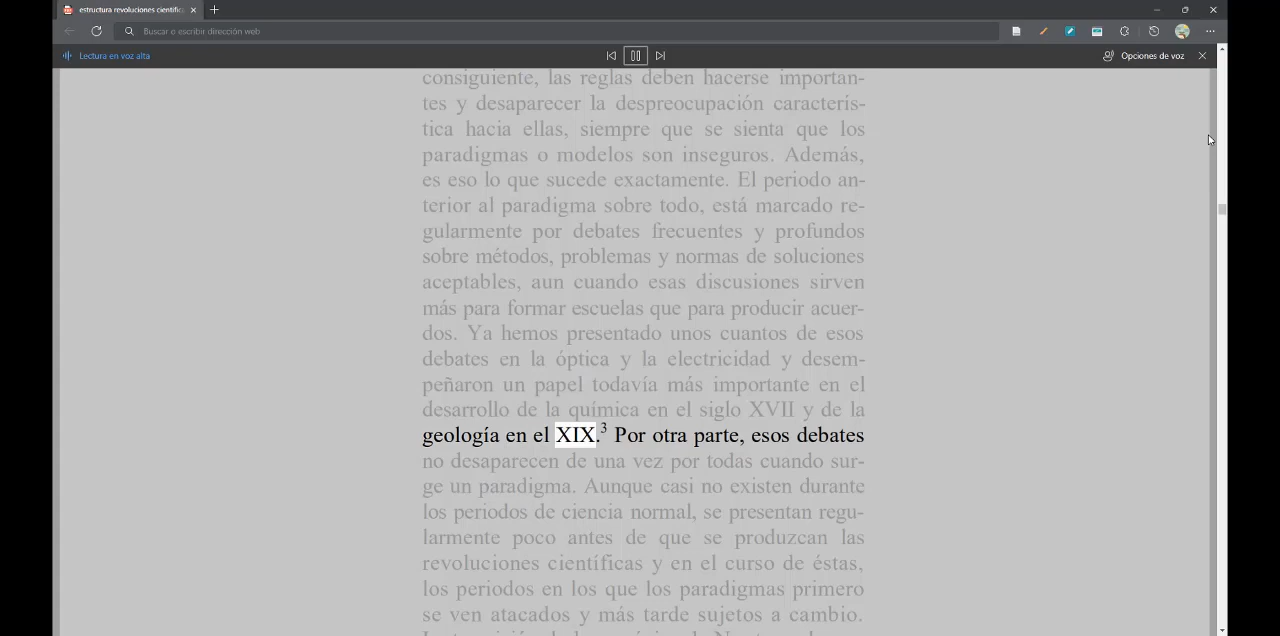 estructura revoluciones científic
Buscar o escribir dirección web
Lectura en voz alta
Opciones de voz
consiguiente, las reglas deben hacerse importan-
tes y desaparecer la despreocupación caracterís-
tica hacia ellas, siempre que se sienta que los
paradigmas o modelos son inseguros. Además,
es eso lo que sucede exactamente. El periodo an-
terior al paradigma sobre todo, está marcado re-
gularmente por debates frecuentes y profundos
sobre métodos, problemas y normas de soluciones
aceptables, aun cuando esas discusiones sirven
más para formar escuelas que para producir acuer-
dos. Ya hemos presentado unos cuantos de esos
debates en la óptica y la electricidad y desem-
peñaron un papel todavía más importante en el
desarrollo de la química en el siglo XVII y de la
geología en el XIX.³ Por otra parte, esos debates
no desaparecen de una vez por todas cuando sur-
ge un paradigma. Aunque casi no existen durante
los periodos de ciencia normal, se presentan regu-
larmente poco antes de que se produzcan las
revoluciones científicas y en el curso de éstas,
los periodos en los que los paradigmas primero
se ven atacados y más tarde sujetos a cambio.